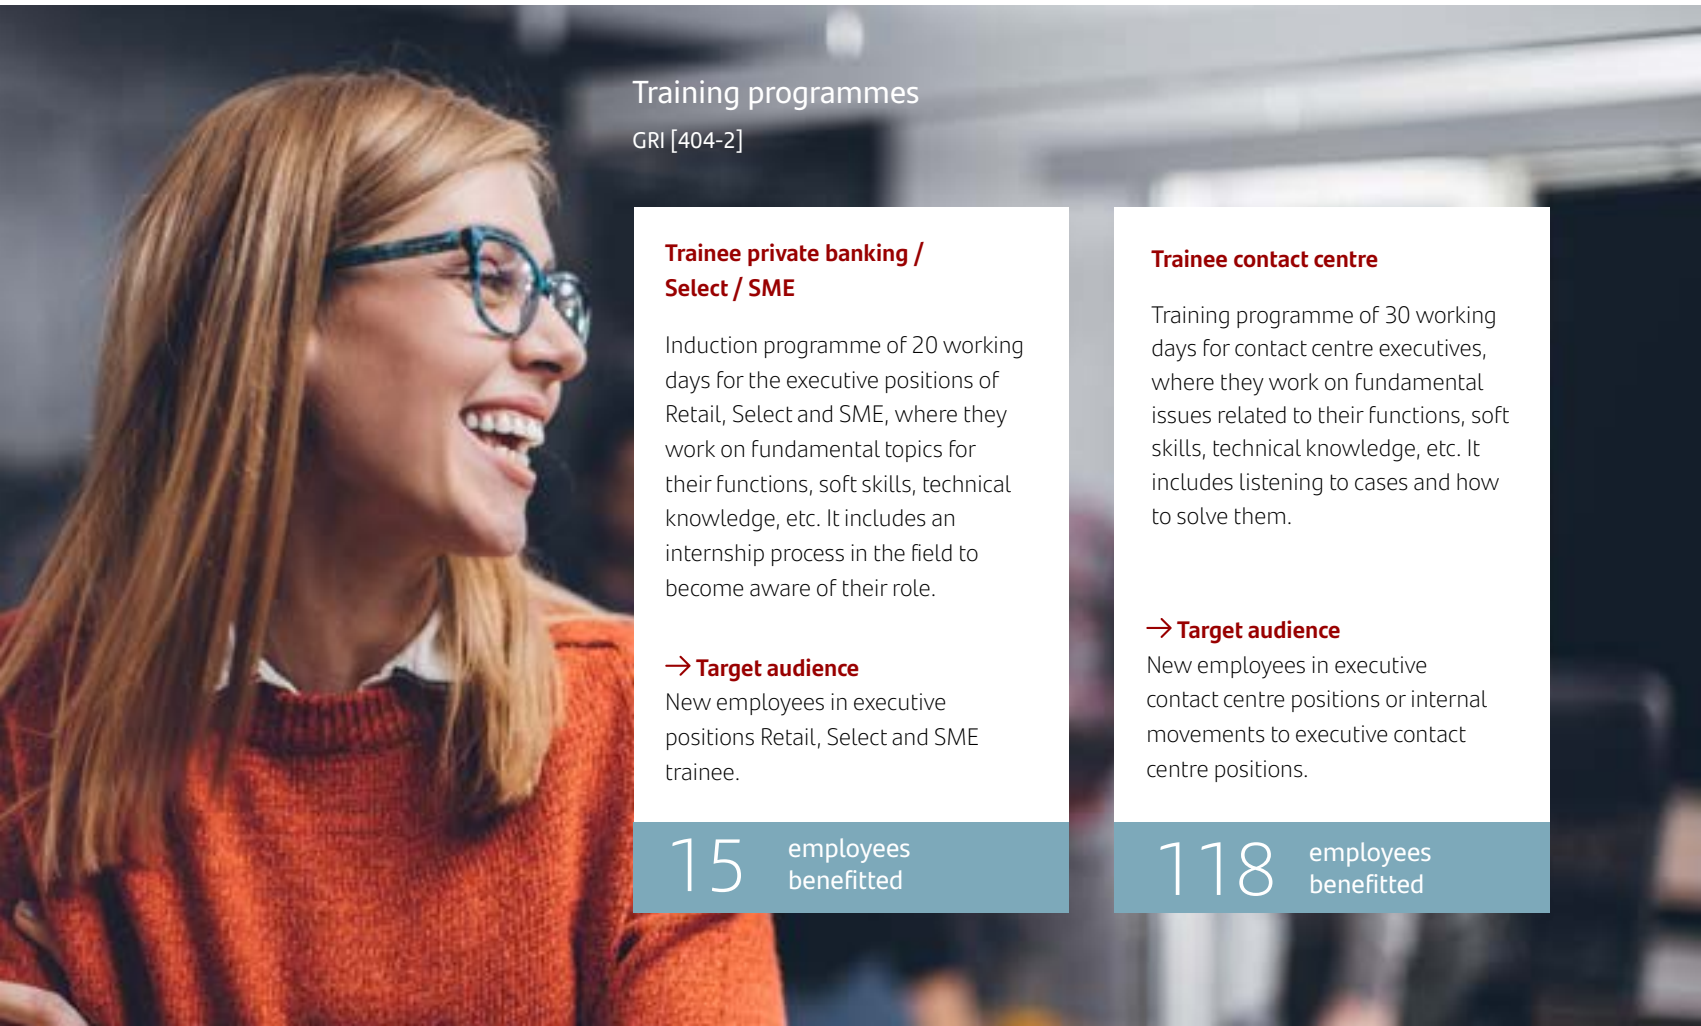 Training programmes
GRI [404-2]
Trainee private banking /
Select / SME
Induction programme of 20 working
days for the executive positions of
Retail, Select and SME, where they
work on fundamental topics for
their functions, soft skills, technical
knowledge, etc. It includes an
internship process in the field to
become aware of their role.
→ Target audience
New employees in executive
positions Retail, Select and SME
trainee.
15 employees
benefitted
Trainee contact centre
Training programme of 30 working
days for contact centre executives,
where they work on fundamental
issues related to their functions, soft
skills, technical knowledge, etc. It
includes listening to cases and how
to solve them.
→ Target audience
New employees in executive
contact centre positions or internal
movements to executive contact
centre positions.
118 employees
benefitted